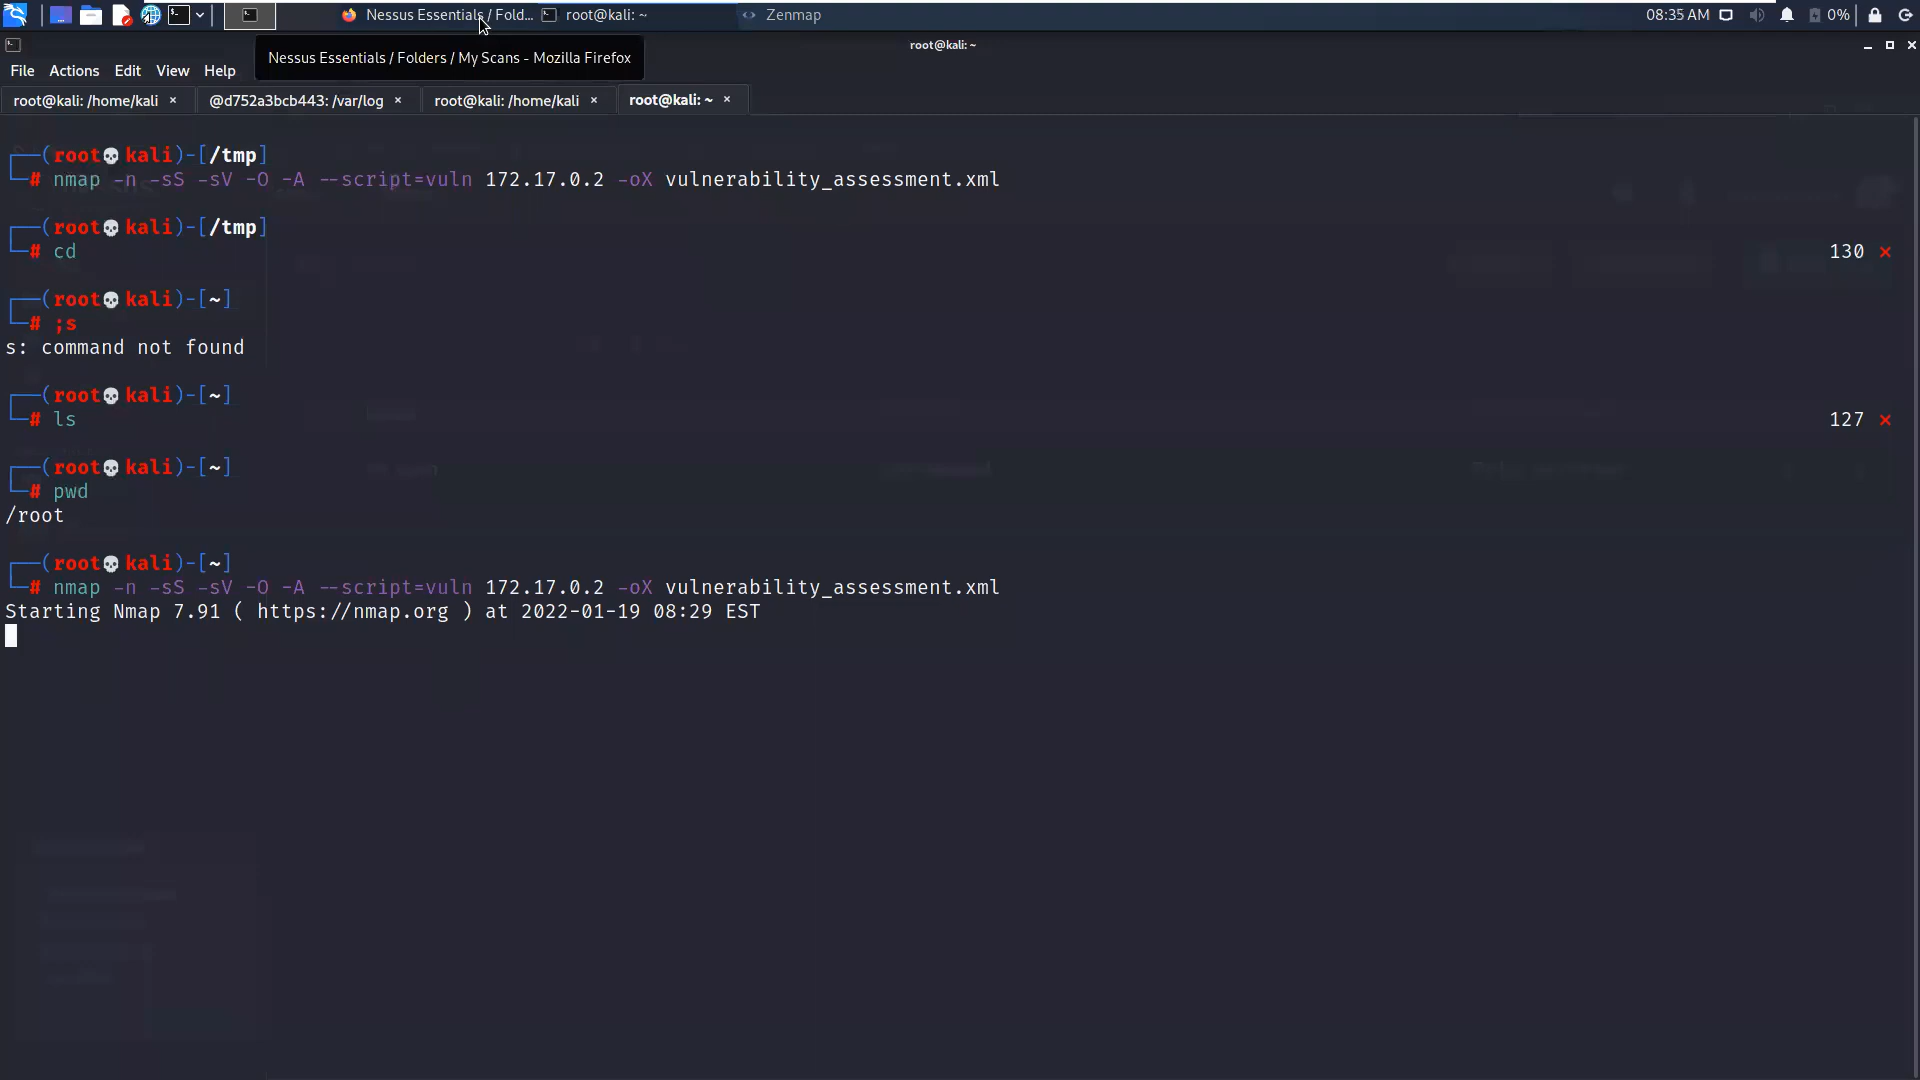 Nessus Essentials / Fold... root@kali: ~ Zenmap 08:35 AM 0%
root@kali: ~
Nessus Essentials / Folders / My Scans - Mozilla Firefox
File Actions Edit View Help
root@kali: /home/kali × @d752a3bcb443: /var/log × root@kali: /home/kali × root@kali: ~ ×
(root💀kali)-[/tmp]
# nmap -n -sS -sV -O -A --script=vuln 172.17.0.2 -oX vulnerability_assessment.xml
(root💀kali)-[/tmp]
# cd 130 ×
(root💀kali)-[~]
# ;s
s: command not found
(root💀kali)-[~]
# ls 127 ×
(root💀kali)-[~]
# pwd
/root
(root💀kali)-[~]
# nmap -n -sS -sV -O -A --script=vuln 172.17.0.2 -oX vulnerability_assessment.xml
Starting Nmap 7.91 ( https://nmap.org ) at 2022-01-19 08:29 EST